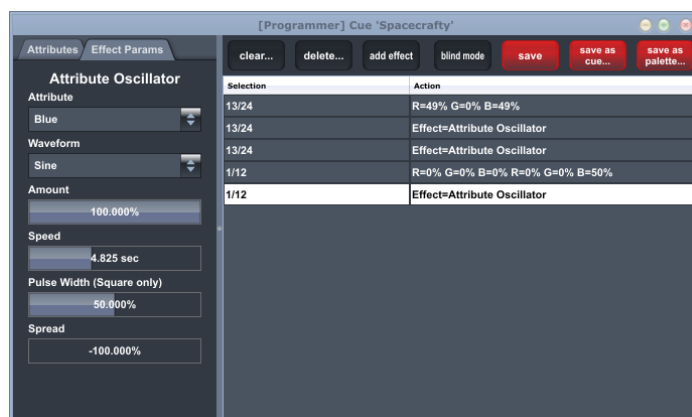 [Programmer] Cue 'Spacecrafty'
Attributes Effect Params
Attribute Oscillator
Attribute
Blue
Waveform
Sine
Amount
100.000%
Speed
4.825 sec
Pulse Width (Square only)
50.000%
Spread
-100.000%
clear... delete... add effect blind mode save save as cue... save as palette...
Selection Action
13/24 R=49% G=0% B=49%
13/24 Effect=Attribute Oscillator
13/24 Effect=Attribute Oscillator
1/12 R=0% G=0% B=0% R=0% G=0% B=50%
1/12 Effect=Attribute Oscillator